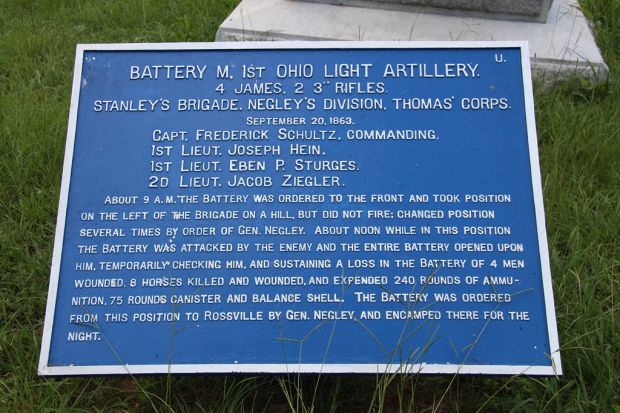 U.
BATTERY M, 1ST OHIO LIGHT ARTILLERY.
4 JAMES, 2 3" RIFLES.
STANLEY'S BRIGADE, NEGLEY'S DIVISION, THOMAS' CORPS.
SEPTEMBER 20, 1863.
CAPT. FREDERICK SCHULTZ, COMMANDING.
1ST LIEUT. JOSEPH HEIN.
1ST LIEUT. EBEN P. STURGES.
2D LIEUT. JACOB ZIEGLER.
ABOUT 9 A.M. THE BATTERY WAS ORDERED TO THE FRONT AND TOOK POSITION
ON THE LEFT OF THE BRIGADE ON A HILL, BUT DID NOT FIRE: CHANGED POSITION
SEVERAL TIMES BY ORDER OF GEN. NEGLEY. ABOUT NOON WHILE IN THIS POSITION
THE BATTERY WAS ATTACKED BY THE ENEMY AND THE ENTIRE BATTERY OPENED UPON
HIM, TEMPORARILY CHECKING HIM, AND SUSTAINING A LOSS IN THE BATTERY OF 4 MEN
WOUNDED, 8 HORSES KILLED AND WOUNDED, AND EXPENDED 240 ROUNDS OF AMMU-
NITION, 75 ROUNDS CANISTER AND BALANCE SHELL. THE BATTERY WAS ORDERED
FROM THIS POSITION TO ROSSVILLE BY GEN. NEGLEY, AND ENCAMPED THERE FOR THE
NIGHT.